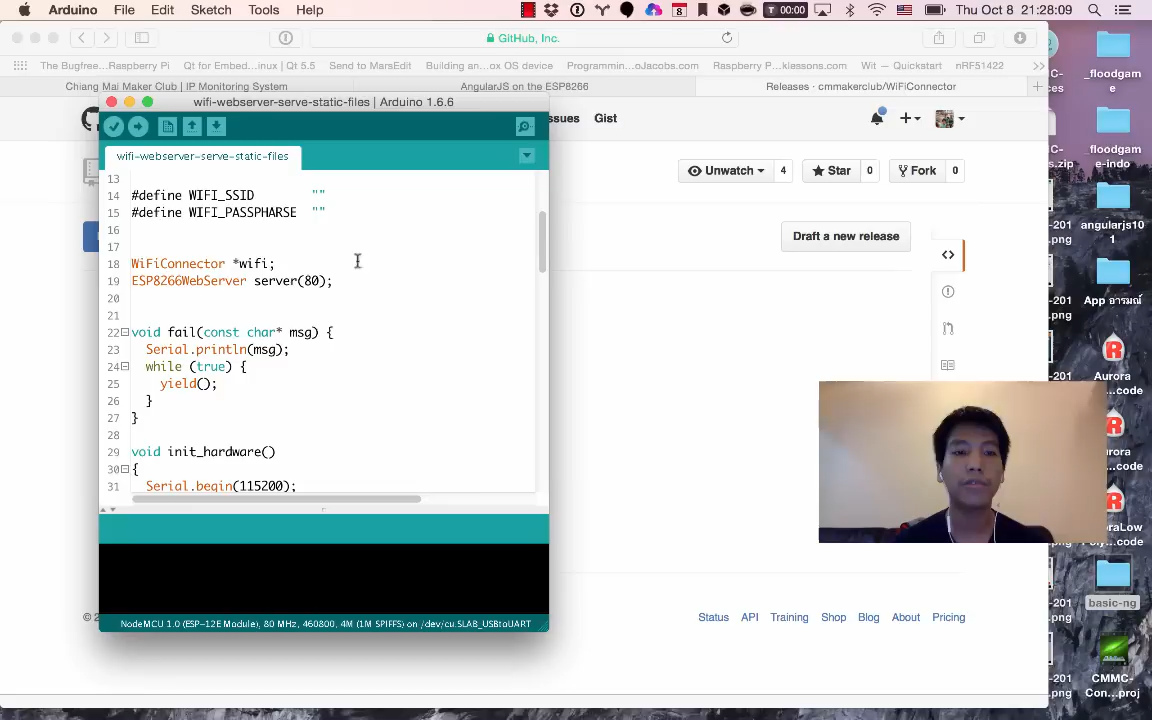 Arduino File Edit Sketch Tools Help
T 00:00 8 Thu Oct 8 21:28:09
GitHub, Inc.
The Bugfree...Raspberry Pi Qt for Embed...inux | Qt 5.5 Send to MarsEdit Building an...ox OS device Programmin...oJacobs.com Raspberry P...klessons.com Wit — Quickstart nRF51422
Chiang Mai Maker Club | IP Monitoring System AngularJS on the ESP8266 Releases · cmmakerclub/WiFiConnector
wifi-webserver-serve-static-files | Arduino 1.6.6
ssues Gist
wifi-webserver-serve-static-files
Unwatch 4 Star 0 Fork 0
Draft a new release
13
14 #define WIFI_SSID ""
15 #define WIFI_PASSPHARSE ""
16
17
18 WiFiConnector *wifi;
19 ESP8266WebServer server(80);
20
21
22 void fail(const char* msg) {
23 Serial.println(msg);
24 while (true) {
25 yield();
26 }
27 }
28
29 void init_hardware()
30 {
31 Serial.begin(115200);
NodeMCU 1.0 (ESP-12E Module), 80 MHz, 460800, 4M (1M SPIFFS) on /dev/cu.SLAB_USBtoUART
Status API Training Shop Blog About Pricing
_floodgam
e
_floodgame
-indo
angularjs10
1
App อารมณ์
Aurora
...code
basic-ng
CMMC-
Con...proj